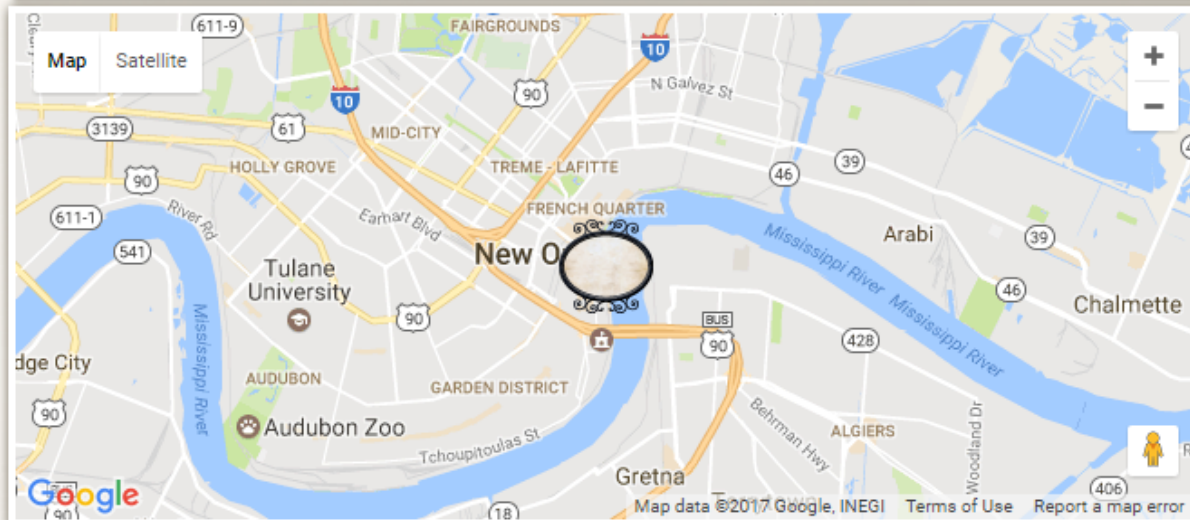 611-9
FAIRGROUNDS
Map
Satellite
10
N Galvez St
90
10
3139
61
MID-CITY
39
HOLLY GROVE
TREME - LAFITTE
46
90
611-1
River Rd
Earhart Blvd
FRENCH QUARTER
541
Mississippi River
Arabi
39
New O
Tulane
University
46
Chalmette
Mississippi River
Mississippi River
90
BUS
90
428
dge City
AUDUBON
GARDEN DISTRICT
90
Audubon Zoo
Behrman Hwy
ALGIERS
Woodland Dr
Tchoupitoulas St
Gretna
406
Google
90
18
Map data ©2017 Google, INEGI
Terms of Use
Report a map error